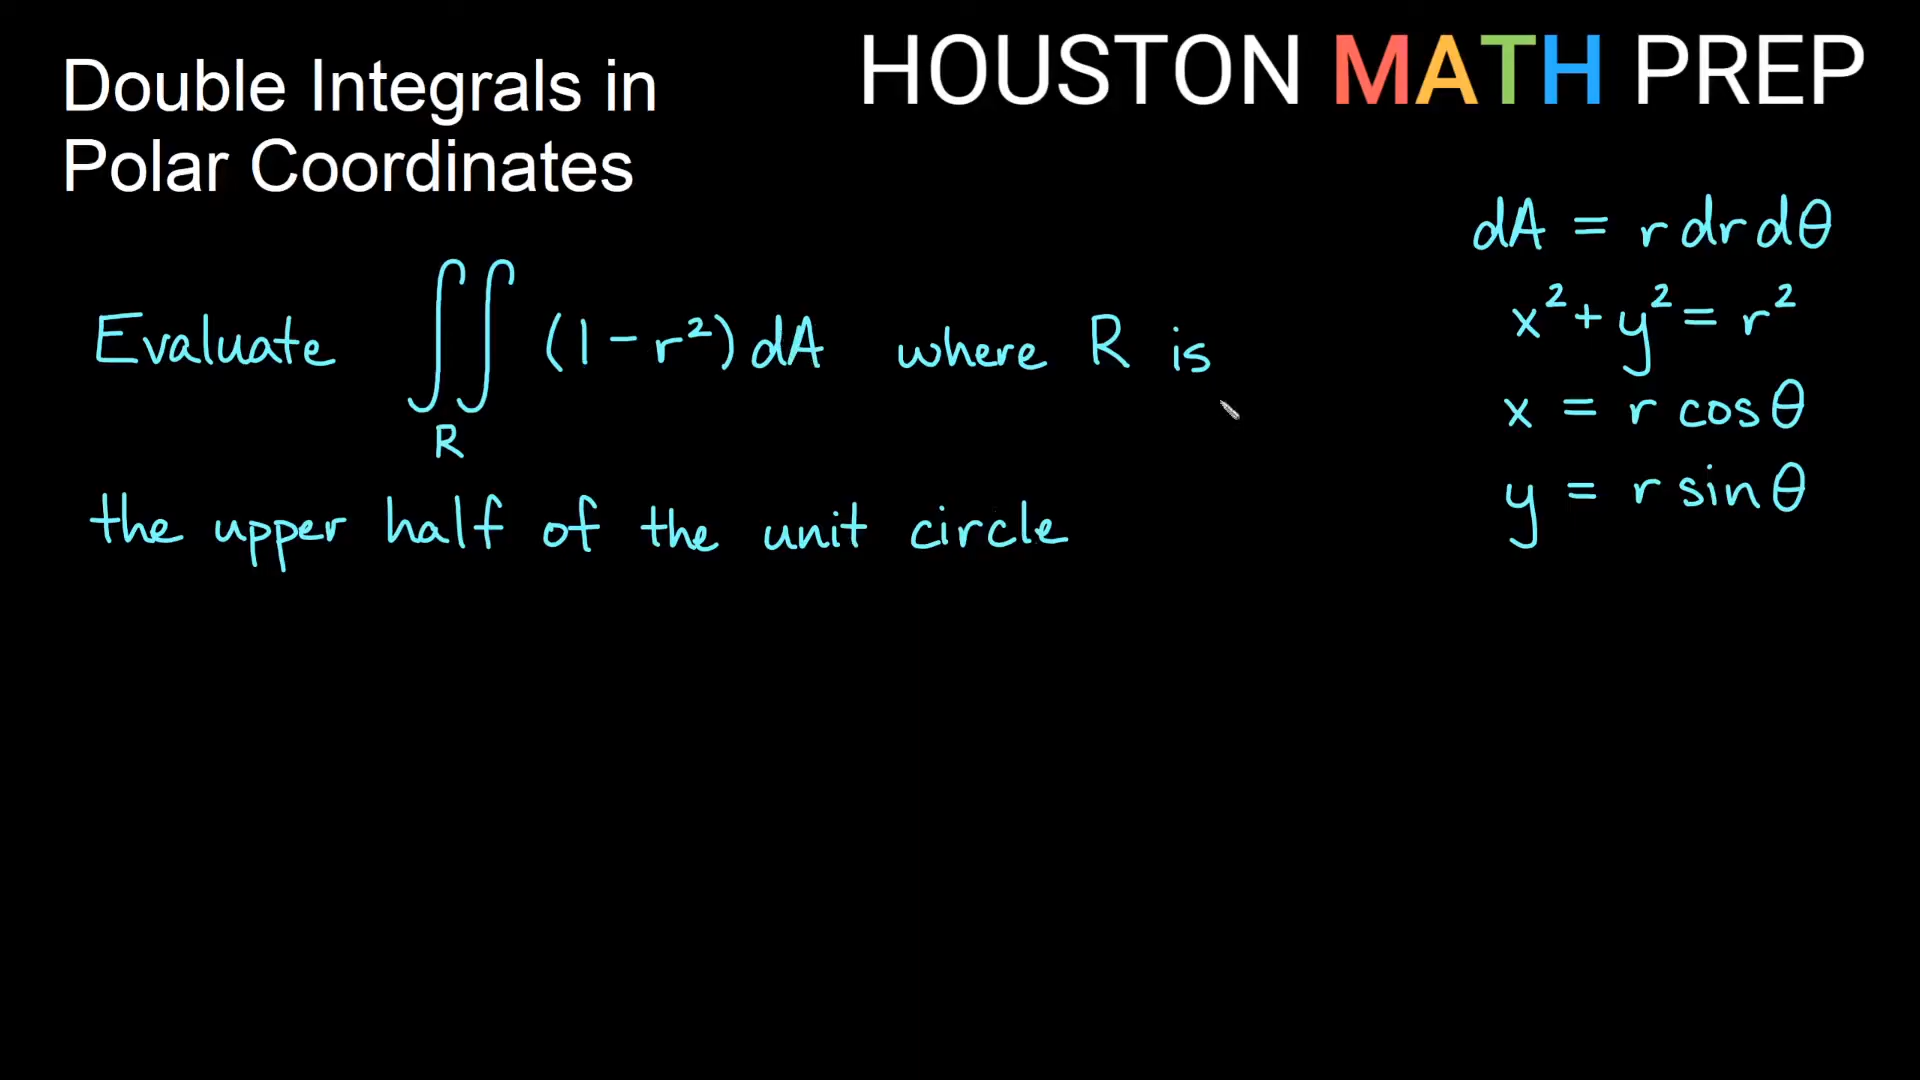 Double Integrals in
Polar Coordinates
HOUSTON MATH PREP
Evaluate ∬_R (1 - r²) dA where R is
the upper half of the unit circle
dA = r dr dθ
x² + y² = r²
x = r cos θ
y = r sin θ